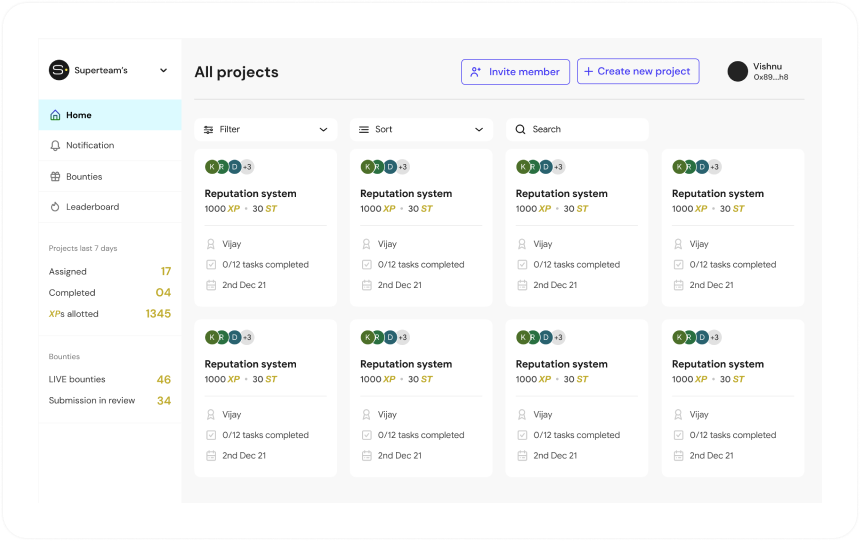 Superteam's
All projects
Invite member
+ Create new project
Vishnu
0x89...h8
Home
Notification
Bounties
Leaderboard
Projects last 7 days
Assigned 17
Completed 04
XPs allotted 1345
Bounties
LIVE bounties 46
Submission in review 34
Filter
Sort
Search
K R D +3
Reputation system
1000 XP • 30 ST
Vijay
0/12 tasks completed
2nd Dec 21
K R D +3
Reputation system
1000 XP • 30 ST
Vijay
0/12 tasks completed
2nd Dec 21
K R D +3
Reputation system
1000 XP • 30 ST
Vijay
0/12 tasks completed
2nd Dec 21
K R D +3
Reputation system
1000 XP • 30 ST
Vijay
0/12 tasks completed
2nd Dec 21
K R D +3
Reputation system
1000 XP • 30 ST
Vijay
0/12 tasks completed
2nd Dec 21
K R D +3
Reputation system
1000 XP • 30 ST
Vijay
0/12 tasks completed
2nd Dec 21
K R D +3
Reputation system
1000 XP • 30 ST
Vijay
0/12 tasks completed
2nd Dec 21
K R D +3
Reputation system
1000 XP • 30 ST
Vijay
0/12 tasks completed
2nd Dec 21